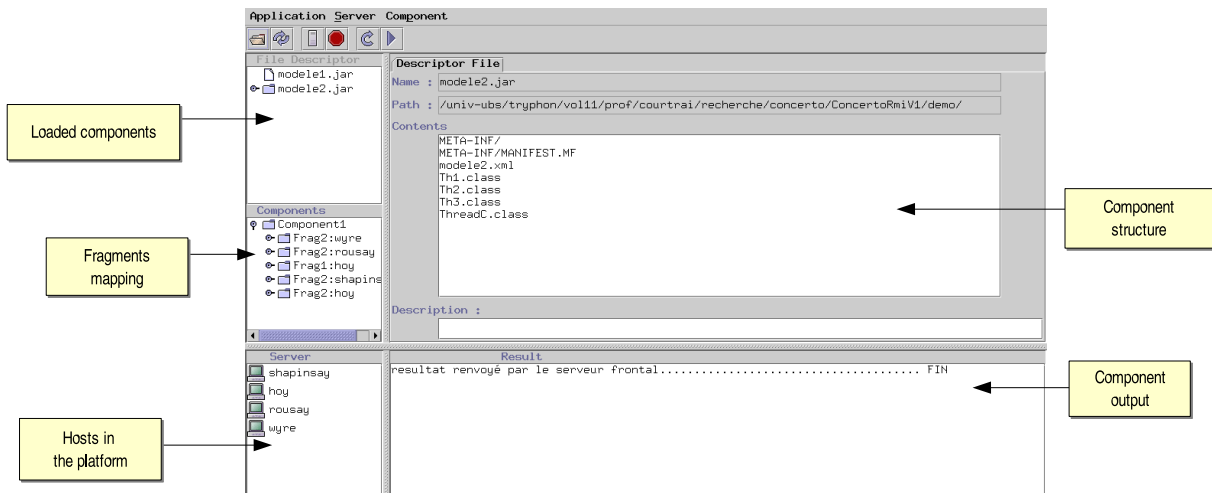 Application Server Component
File Descriptor
modele1.jar
modele2.jar
Components
Component1
Frag2:wyre
Frag2:rousay
Frag1:hoy
Frag2:shapins
Frag2:hoy
Descriptor File
Name : modele2.jar
Path : /univ-ubs/tryphon/vol11/prof/courtrai/recherche/concerto/ConcertoRmiV1/demo/
Contents
META-INF/
META-INF/MANIFEST.MF
modele2.xml
Th1.class
Th2.class
Th3.class
ThreadC.class
Description :
Server
shapinsay
hoy
rousay
wyre
Result
resultat renvoyé par le serveur frontal..................................... FIN
Loaded components
Fragments
mapping
Hosts in
the platform
Component
structure
Component
output